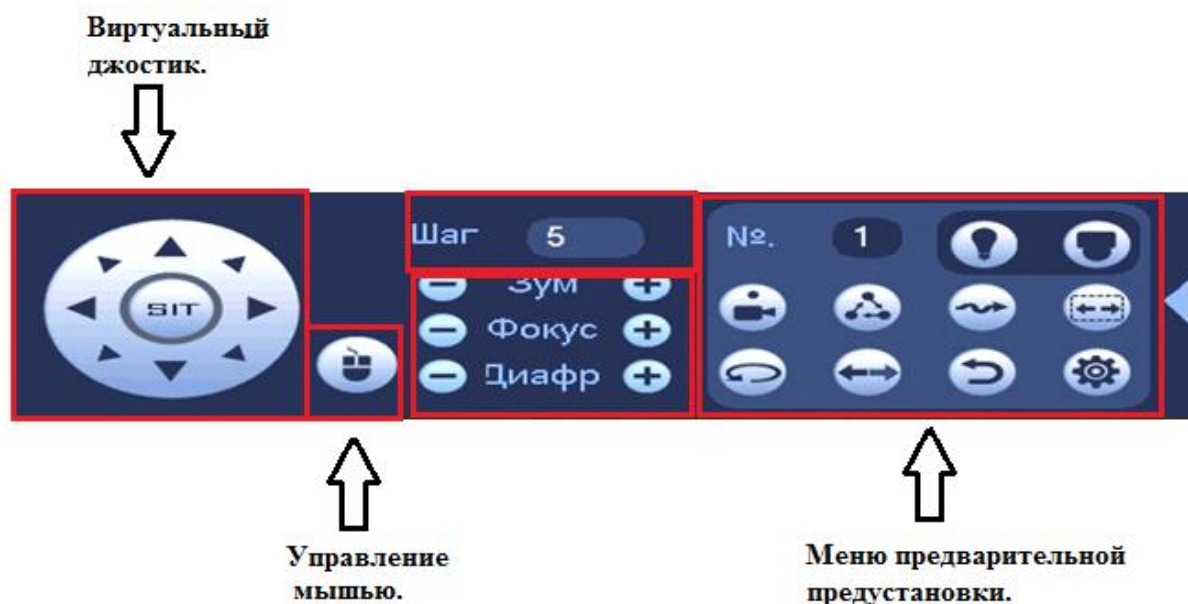 Виртуальный
джостик.
Шаг 5
№. 1
Зум
SIT
Фокус
Диафр
Управление
мышью.
Меню предварительной
предустановки.